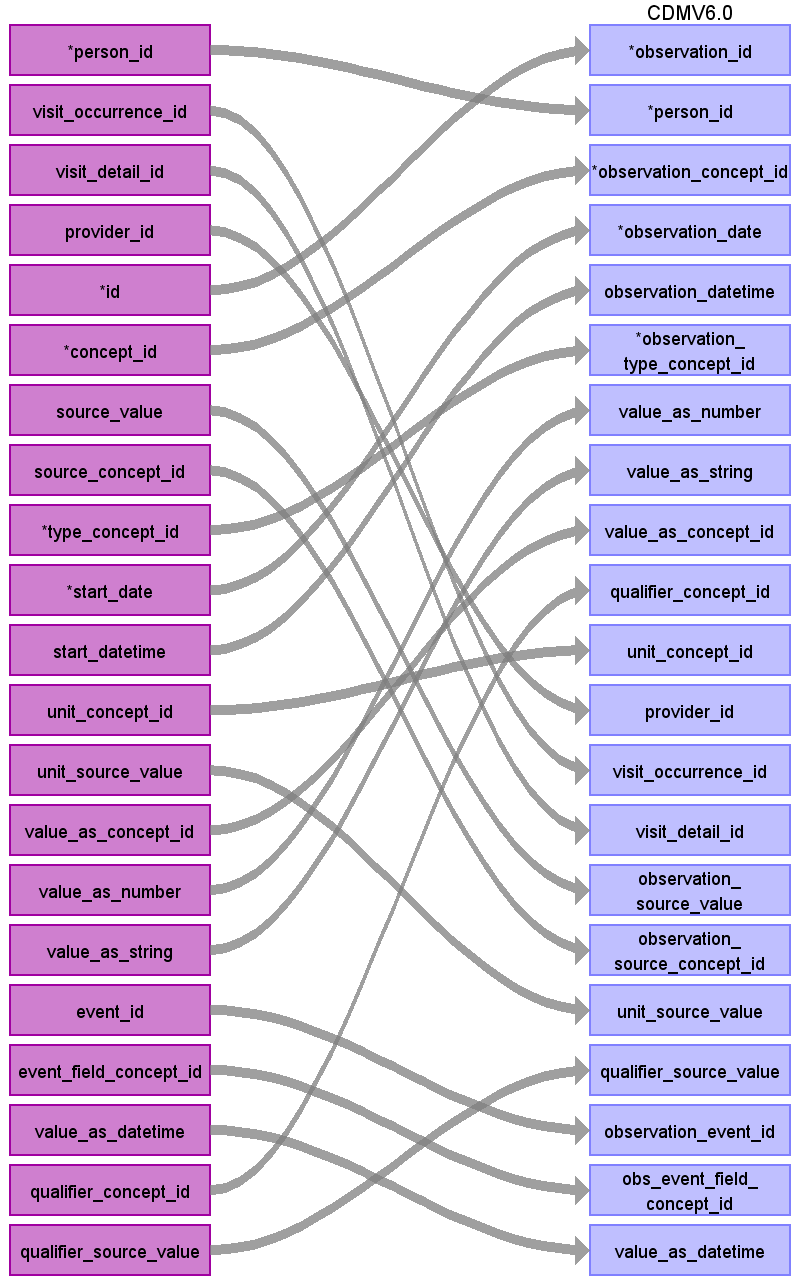 CDMV6.0
*person_id
visit_occurrence_id
visit_detail_id
provider_id
*id
*concept_id
source_value
source_concept_id
*type_concept_id
*start_date
start_datetime
unit_concept_id
unit_source_value
value_as_concept_id
value_as_number
value_as_string
event_id
event_field_concept_id
value_as_datetime
qualifier_concept_id
qualifier_source_value
*observation_id
*person_id
*observation_concept_id
*observation_date
observation_datetime
*observation_
type_concept_id
value_as_number
value_as_string
value_as_concept_id
qualifier_concept_id
unit_concept_id
provider_id
visit_occurrence_id
visit_detail_id
observation_
source_value
observation_
source_concept_id
unit_source_value
qualifier_source_value
observation_event_id
obs_event_field_
concept_id
value_as_datetime